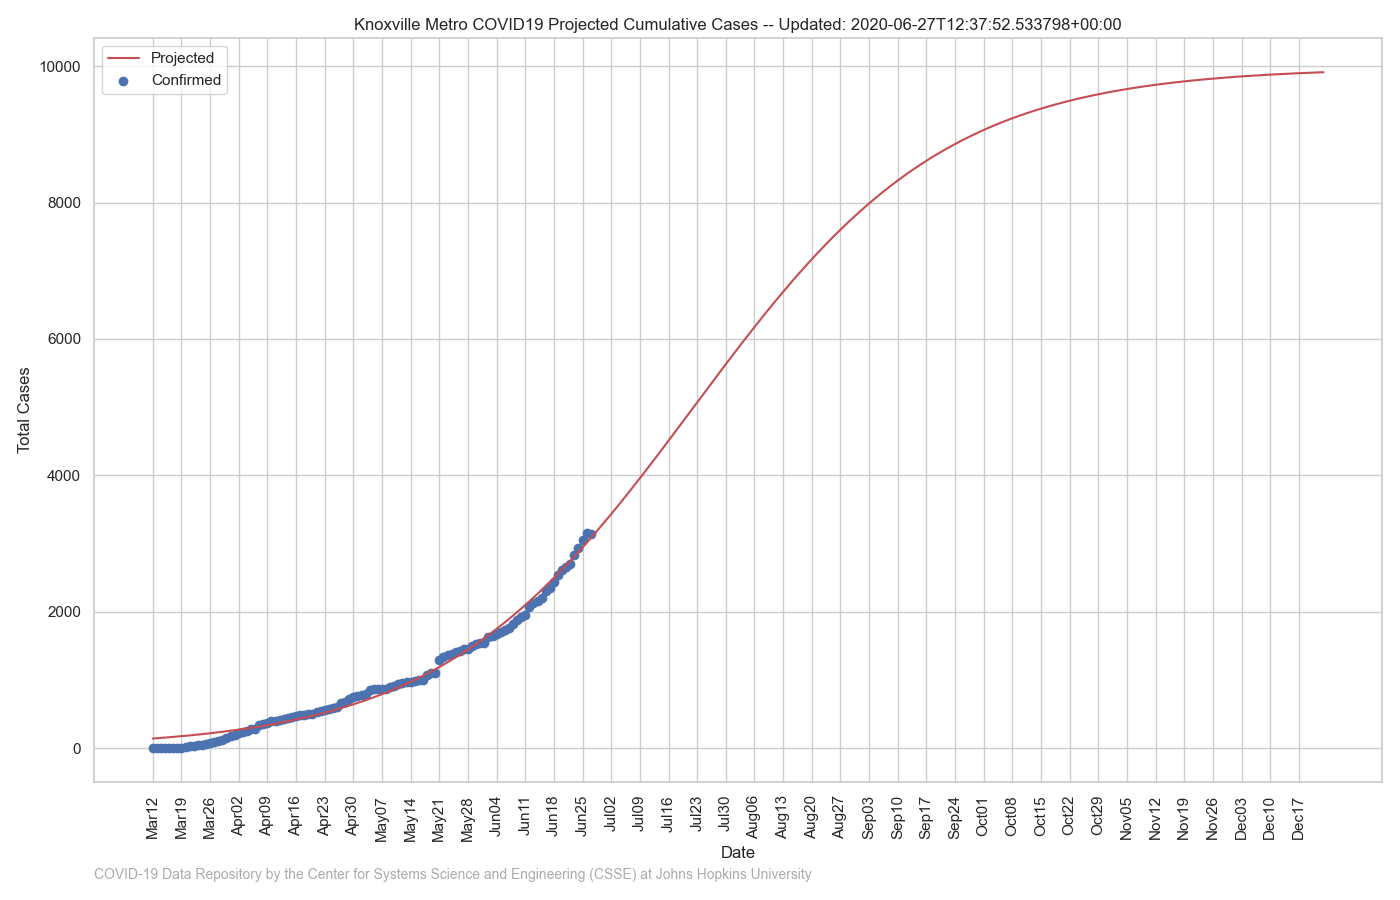 Knoxville Metro COVID19 Projected Cumulative Cases -- Updated: 2020-06-27T12:37:52.533798+00:00
Projected
Confirmed
10000
8000
6000
4000
2000
0
Total Cases
Mar12
Mar19
Mar26
Apr02
Apr09
Apr16
Apr23
Apr30
May07
May14
May21
May28
Jun04
Jun11
Jun18
Jun25
Jul02
Jul09
Jul16
Jul23
Jul30
Aug06
Aug13
Aug20
Aug27
Sep03
Sep10
Sep17
Sep24
Oct01
Oct08
Oct15
Oct22
Oct29
Nov05
Nov12
Nov19
Nov26
Dec03
Dec10
Dec17
Date
COVID-19 Data Repository by the Center for Systems Science and Engineering (CSSE) at Johns Hopkins University